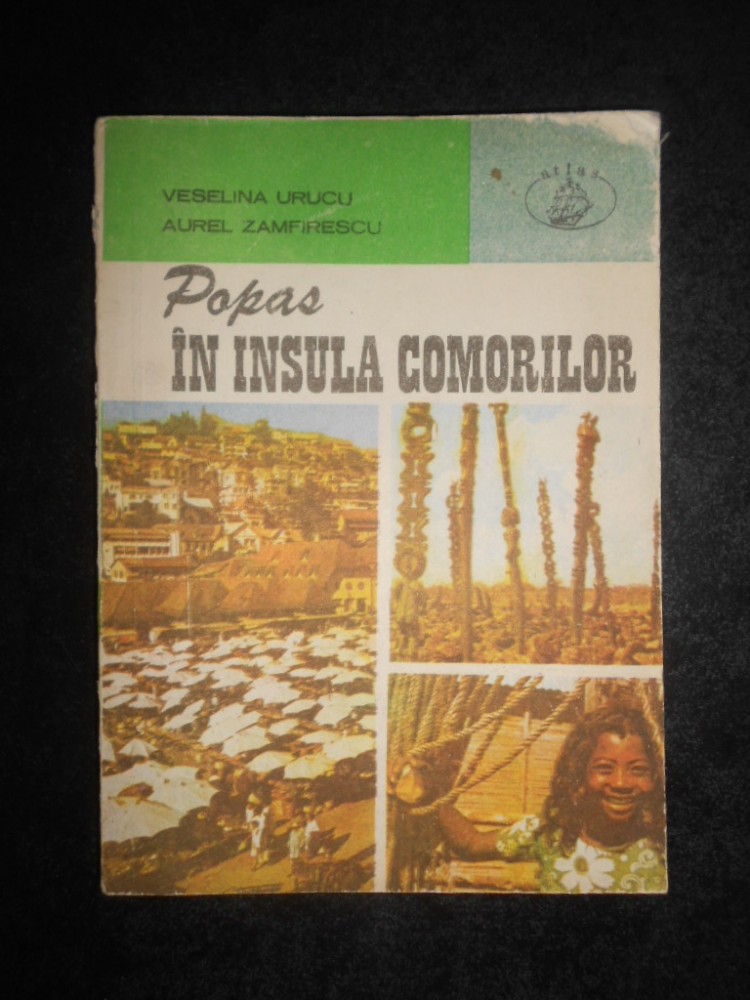 VESELINA URUCU
AUREL ZAMFIRESCU
atlas
Popas
ÎN INSULA COMORILOR